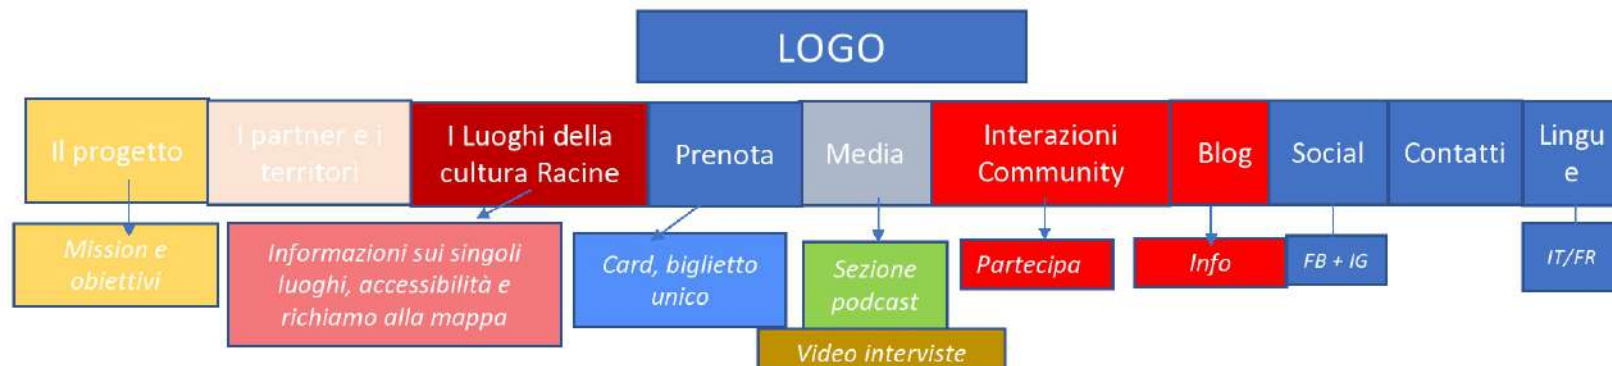 LOGO
Il progetto
I partner e i
territori
I Luoghi della
cultura Racine
Prenota
Media
Interazioni
Community
Blog
Social
Contatti
Lingu
e
Mission e
obiettivi
Informazioni sui singoli
luoghi, accessibilità e
richiamo alla mappa
Card, biglietto
unico
Sezione
podcast
Video interviste
Partecipa
Info
FB + IG
IT/FR